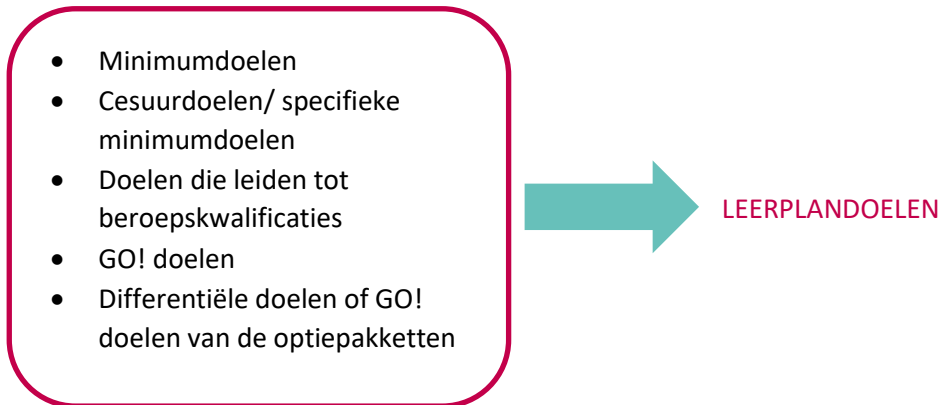 • Minimumdoelen
• Cesuurdoelen/ specifieke
minimumdoelen
• Doelen die leiden tot
beroepskwalificaties
• GO! doelen
• Differentiële doelen of GO!
doelen van de optiepakketten
LEERPLANDOELEN